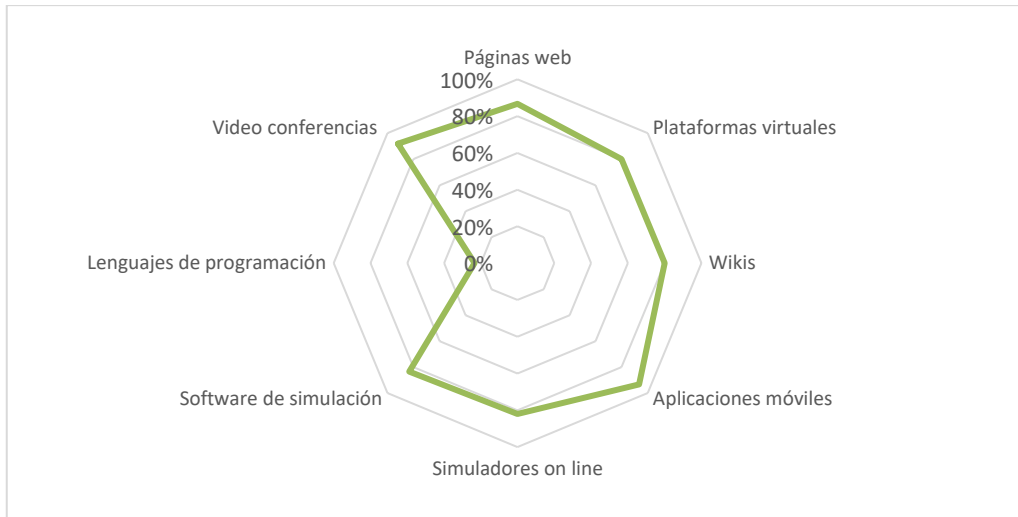 Páginas web
100%
Video conferencias
80%
Plataformas virtuales
60%
40%
20%
Lenguajes de programación
0%
Wikis
Software de simulación
Aplicaciones móviles
Simuladores on line